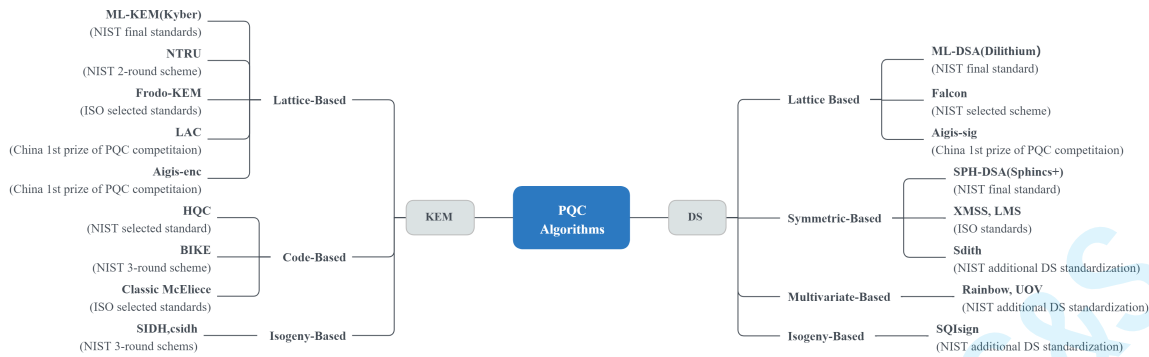 PQC
Algorithms
KEM
Lattice-Based
ML-KEM(Kyber)
(NIST final standards)
NTRU
(NIST 2-round scheme)
Frodo-KEM
(ISO selected standards)
LAC
(China 1st prize of PQC competitaion)
Aigis-enc
(China 1st prize of PQC competitaion)
Code-Based
HQC
(NIST selected standard)
BIKE
(NIST 3-round scheme)
Classic McEliece
(ISO selected standards)
Isogeny-Based
SIDH,csidh
(NIST 3-round schems)
DS
Lattice Based
ML-DSA(Dilithium）
(NIST final standard)
Falcon
(NIST selected scheme)
Aigis-sig
(China 1st prize of PQC competitaion)
Symmetric-Based
SPH-DSA(Sphincs+)
(NIST final standard)
XMSS, LMS
(ISO standards)
Sdith
(NIST additional DS standardization)
Multivariate-Based
Rainbow, UOV
(NIST additional DS standardization)
Isogeny-Based
SQIsign
(NIST additional DS standardization)